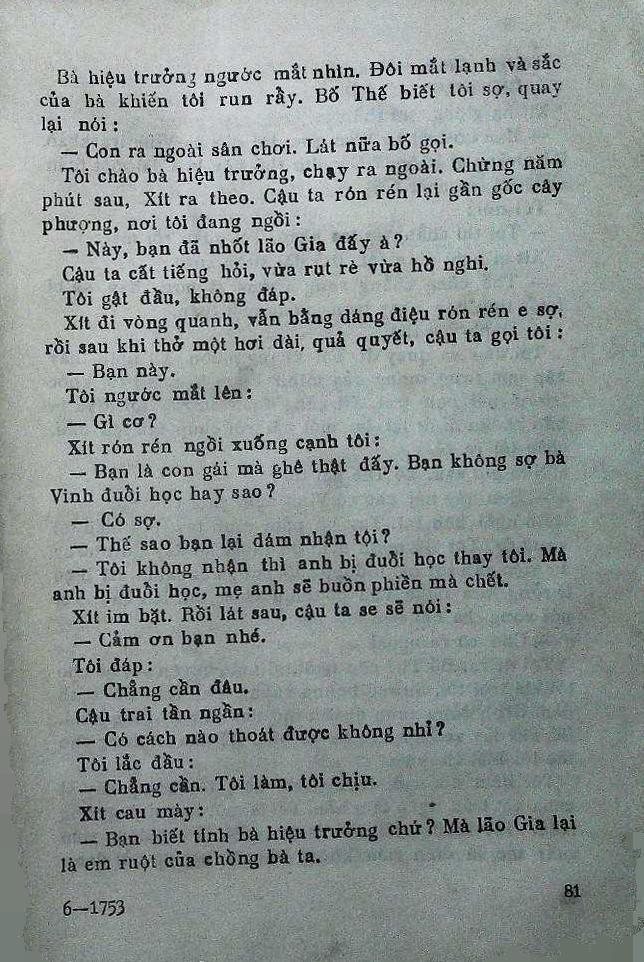 Bà hiệu trưởng ngước mắt nhìn. Đôi mắt lạnh và sắc
của bà khiến tôi run rẩy. Bố Thế biết tôi sợ, quay
lại nói :
— Con ra ngoài sân chơi. Lát nữa bố gọi.
Tôi chào bà hiệu trưởng, chạy ra ngoài. Chừng năm
phút sau, Xít ra theo. Cậu ta rón rén lại gần gốc cây
phượng, nơi tôi đang ngồi :
— Này, bạn đã nhốt lão Gia đấy à ?
Cậu ta cất tiếng hỏi, vừa rụt rè vừa hồ nghi.
Tôi gật đầu, không đáp.
Xít đi vòng quanh, vẫn bằng dáng điệu rón rén e sợ,
rồi sau khi thở một hơi dài, quả quyết, cậu ta gọi tôi :
— Bạn này.
Tôi ngước mắt lên :
— Gì cơ ?
Xít rón rén ngồi xuống cạnh tôi :
— Bạn là con gái mà ghê thật đấy. Bạn không sợ bà
Vinh đuổi học hay sao ?
— Có sợ.
— Thế sao bạn lại dám nhận tội ?
— Tôi không nhận thì anh bị đuổi học thay tôi. Mà
anh bị đuổi học, mẹ anh sẽ buồn phiền mà chết.
Xít im bặt. Rồi lát sau, cậu ta se sẽ nói :
— Cảm ơn bạn nhé.
Tôi đáp :
— Chẳng cần đâu.
Cậu trai tần ngần :
— Có cách nào thoát được không nhỉ ?
Tôi lắc đầu :
— Chẳng cần. Tôi làm, tôi chịu.
Xít cau mày :
— Bạn biết tính bà hiệu trưởng chứ ? Mà lão Gia lại
là em ruột của chồng bà ta.
81
6—1753